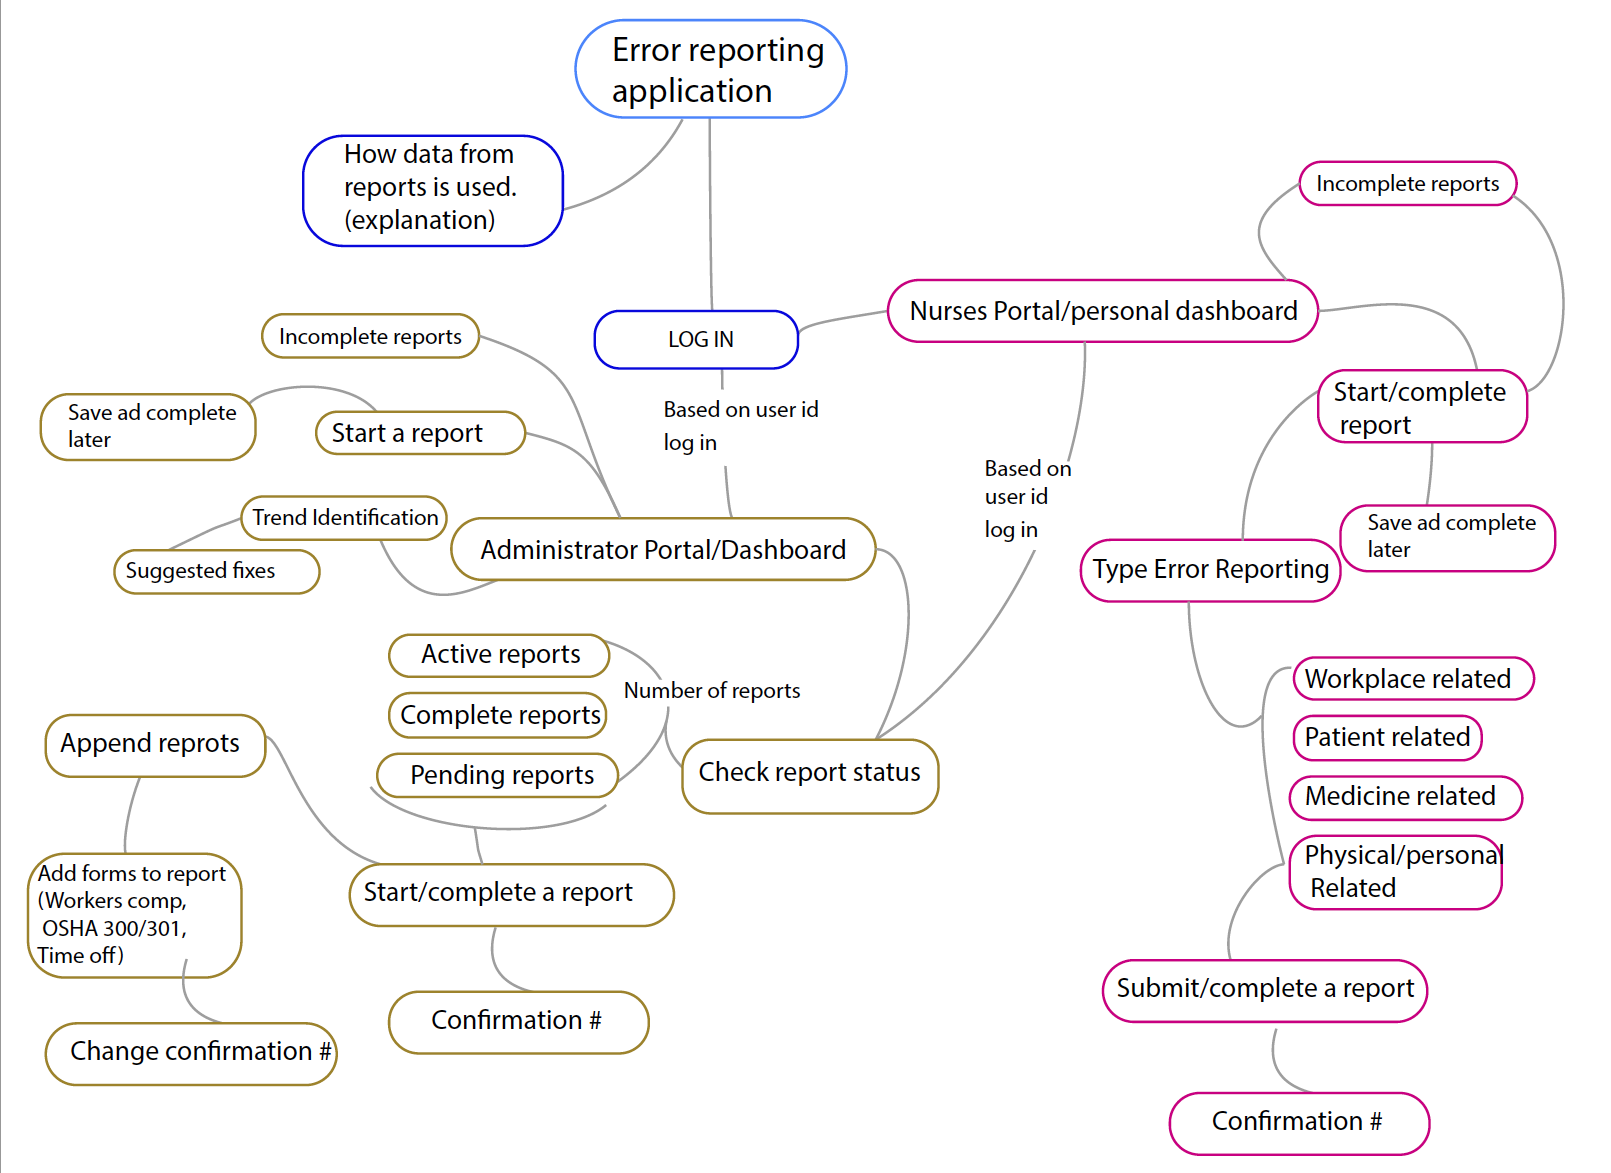 Error reporting
application
How data from
reports is used.
(explanation)
Incomplete reports
Nurses Portal/personal dashboard
LOG IN
Incomplete reports
Save ad complete
later
Start a report
Based on user id
log in
Start/complete
report
Based on
user id
log in
Trend Identification
Suggested fixes
Administrator Portal/Dashboard
Save ad complete
later
Type Error Reporting
Active reports
Complete reports
Pending reports
Number of reports
Check report status
Workplace related
Patient related
Medicine related
Physical/personal
Related
Append reprots
Add forms to report
(Workers comp,
OSHA 300/301,
Time off)
Start/complete a report
Submit/complete a report
Change confirmation #
Confirmation #
Confirmation #